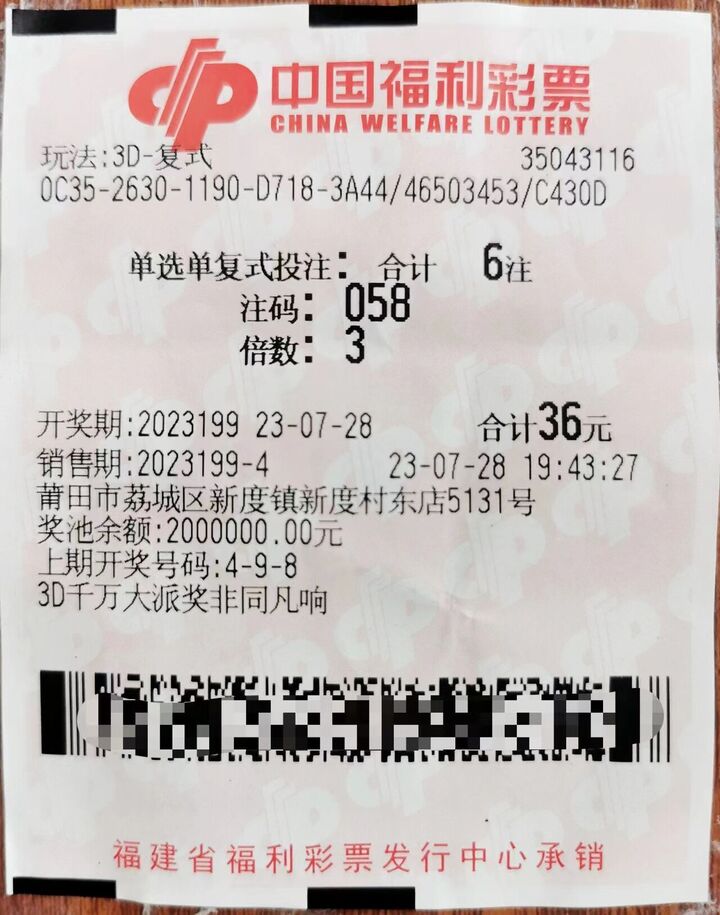 中国福利彩票
CHINA WELFARE LOTTERY
玩法:3D-复式 35043116
0C35-2630-1190-D718-3A44/46503453/C430D
单选单复式投注: 合计 6注
注码: 058
倍数: 3
开奖期:2023199 23-07-28 合计36元
销售期:2023199-4 23-07-28 19:43:27
莆田市荔城区新度镇新度村东店5131号
奖池余额:2000000.00元
上期开奖号码:4-9-8
3D千万大派奖非同凡响
福建省福利彩票发行中心承销